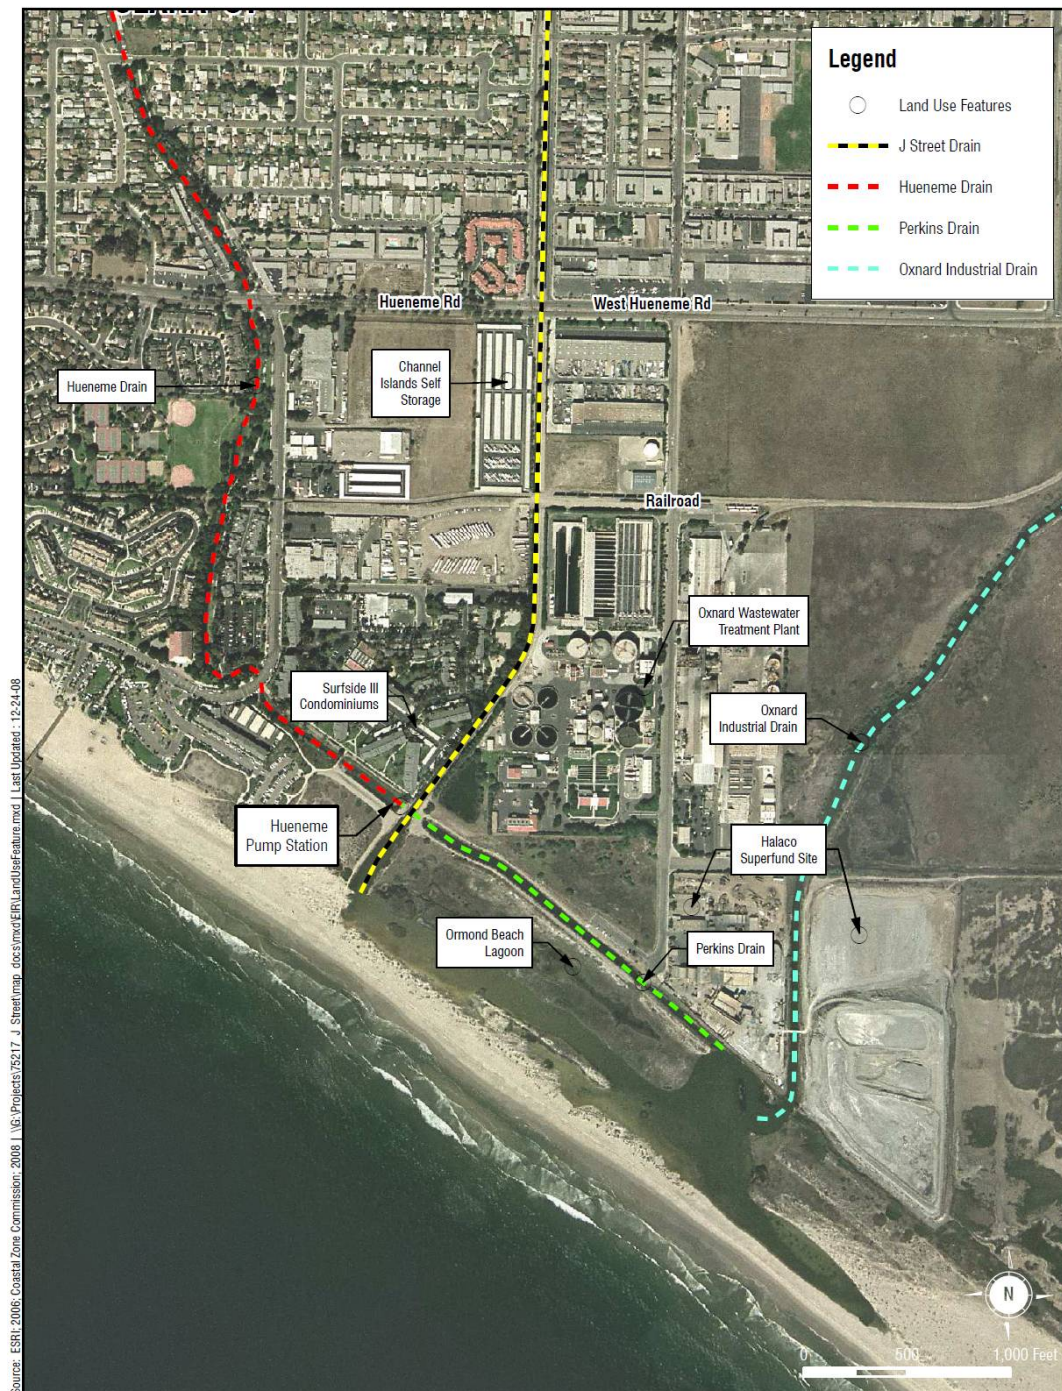 Legend
Land Use Features
J Street Drain
Hueneme Drain
Perkins Drain
Oxnard Industrial Drain
Hueneme Rd
West Hueneme Rd
Channel
Islands Self
Storage
Hueneme Drain
Railroad
Oxnard Wastewater
Treatment Plant
Surfside III
Condominiums
Oxnard
Industrial Drain
Hueneme
Pump Station
Halaco
Superfund Site
Ormond Beach
Lagoon
Perkins Drain
N
0 500 1,000 Feet
Source: ESRI; 2006; Coastal Zone Commission; 2008 | \\G:\Projects\75217_J_Street\map_docs\mxd\EIR\LandUseFeature.mxd | Last Updated : 12-24-08